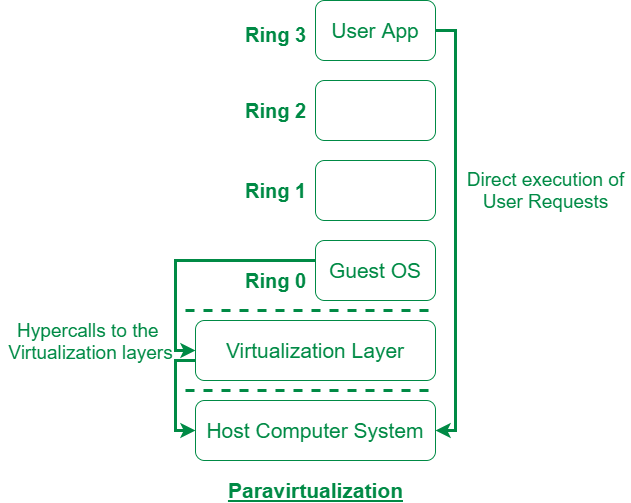 Ring 3
User App
Ring 2
Ring 1
Direct execution of
User Requests
Ring 0
Guest OS
Hypercalls to the
Virtualization layers
Virtualization Layer
Host Computer System
Paravirtualization